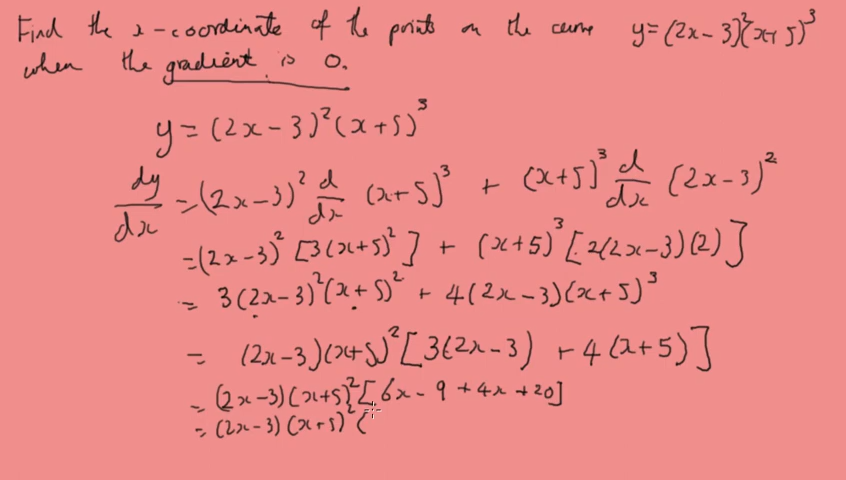 Find the x-coordinate of the points on the curve y=(2x-3)²(x+5)³
when the gradient is 0.
y = (2x-3)²(x+5)³
dy/dx = (2x-3)² d/dx (x+5)³ + (x+5)³ d/dx (2x-3)²
= (2x-3)² [3(x+5)²] + (x+5)³ [2(2x-3)(2)]
= 3(2x-3)²(x+5)² + 4(2x-3)(x+5)³
= (2x-3)(x+5)² [3(2x-3) + 4(x+5)]
= (2x-3)(x+5)² [6x-9+4x+20]
= (2x-3)(x+5)² (